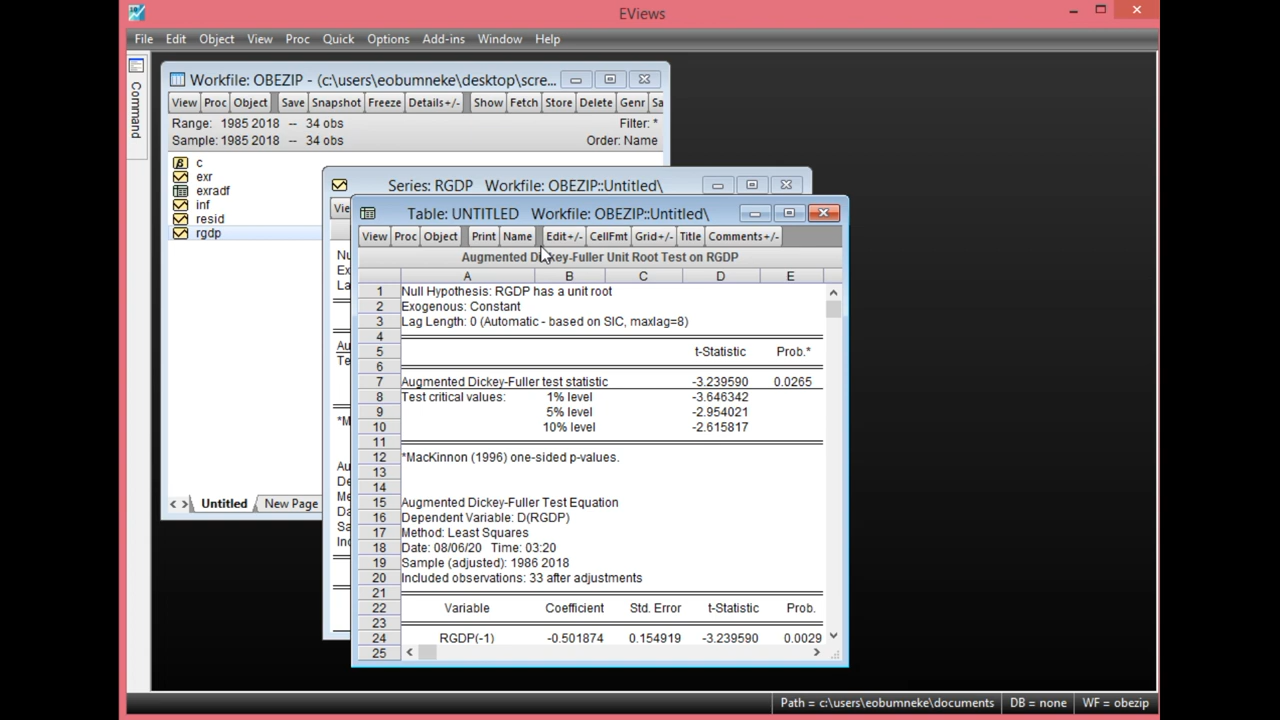 EViews
File Edit Object View Proc Quick Options Add-ins Window Help
Command
Workfile: OBEZIP - (c:\users\eobumneke\desktop\scre...
View Proc Object Save Snapshot Freeze Details+/- Show Fetch Store Delete Genr Sa
Range: 1985 2018 -- 34 obs Filter: *
Sample: 1985 2018 -- 34 obs Order: Name
c
exr
exradf
inf
resid
rgdp
Untitled New Page
Series: RGDP Workfile: OBEZIP::Untitled\
Table: UNTITLED Workfile: OBEZIP::Untitled\
View Proc Object Print Name Edit+/- CellFmt Grid+/- Title Comments+/-
Augmented Dickey-Fuller Unit Root Test on RGDP
A B C D E
1 Null Hypothesis: RGDP has a unit root
2 Exogenous: Constant
3 Lag Length: 0 (Automatic - based on SIC, maxlag=8)
4
5 t-Statistic Prob.*
6
7 Augmented Dickey-Fuller test statistic -3.239590 0.0265
8 Test critical values: 1% level -3.646342
9 5% level -2.954021
10 10% level -2.615817
11
12 *MacKinnon (1996) one-sided p-values.
13
14
15 Augmented Dickey-Fuller Test Equation
16 Dependent Variable: D(RGDP)
17 Method: Least Squares
18 Date: 08/06/20 Time: 03:20
19 Sample (adjusted): 1986 2018
20 Included observations: 33 after adjustments
21
22 Variable Coefficient Std. Error t-Statistic Prob.
23
24 RGDP(-1) -0.501874 0.154919 -3.239590 0.0029
25
Path = c:\users\eobumneke\documents DB = none WF = obezip